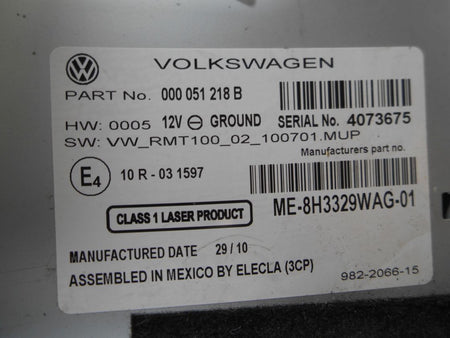 VOLKSWAGEN
PART No. 000 051 218 B
HW: 0005 12V ⊖ GROUND SERIAL No. 4073675
SW: VW_RMT100_02_100701.MUP
Manufacturers part no.
E4 10 R - 03 1597
ME-8H3329WAG-01
CLASS 1 LASER PRODUCT
MANUFACTURED DATE 29/10
ASSEMBLED IN MEXICO BY ELECLA (3CP)
982-2066-15